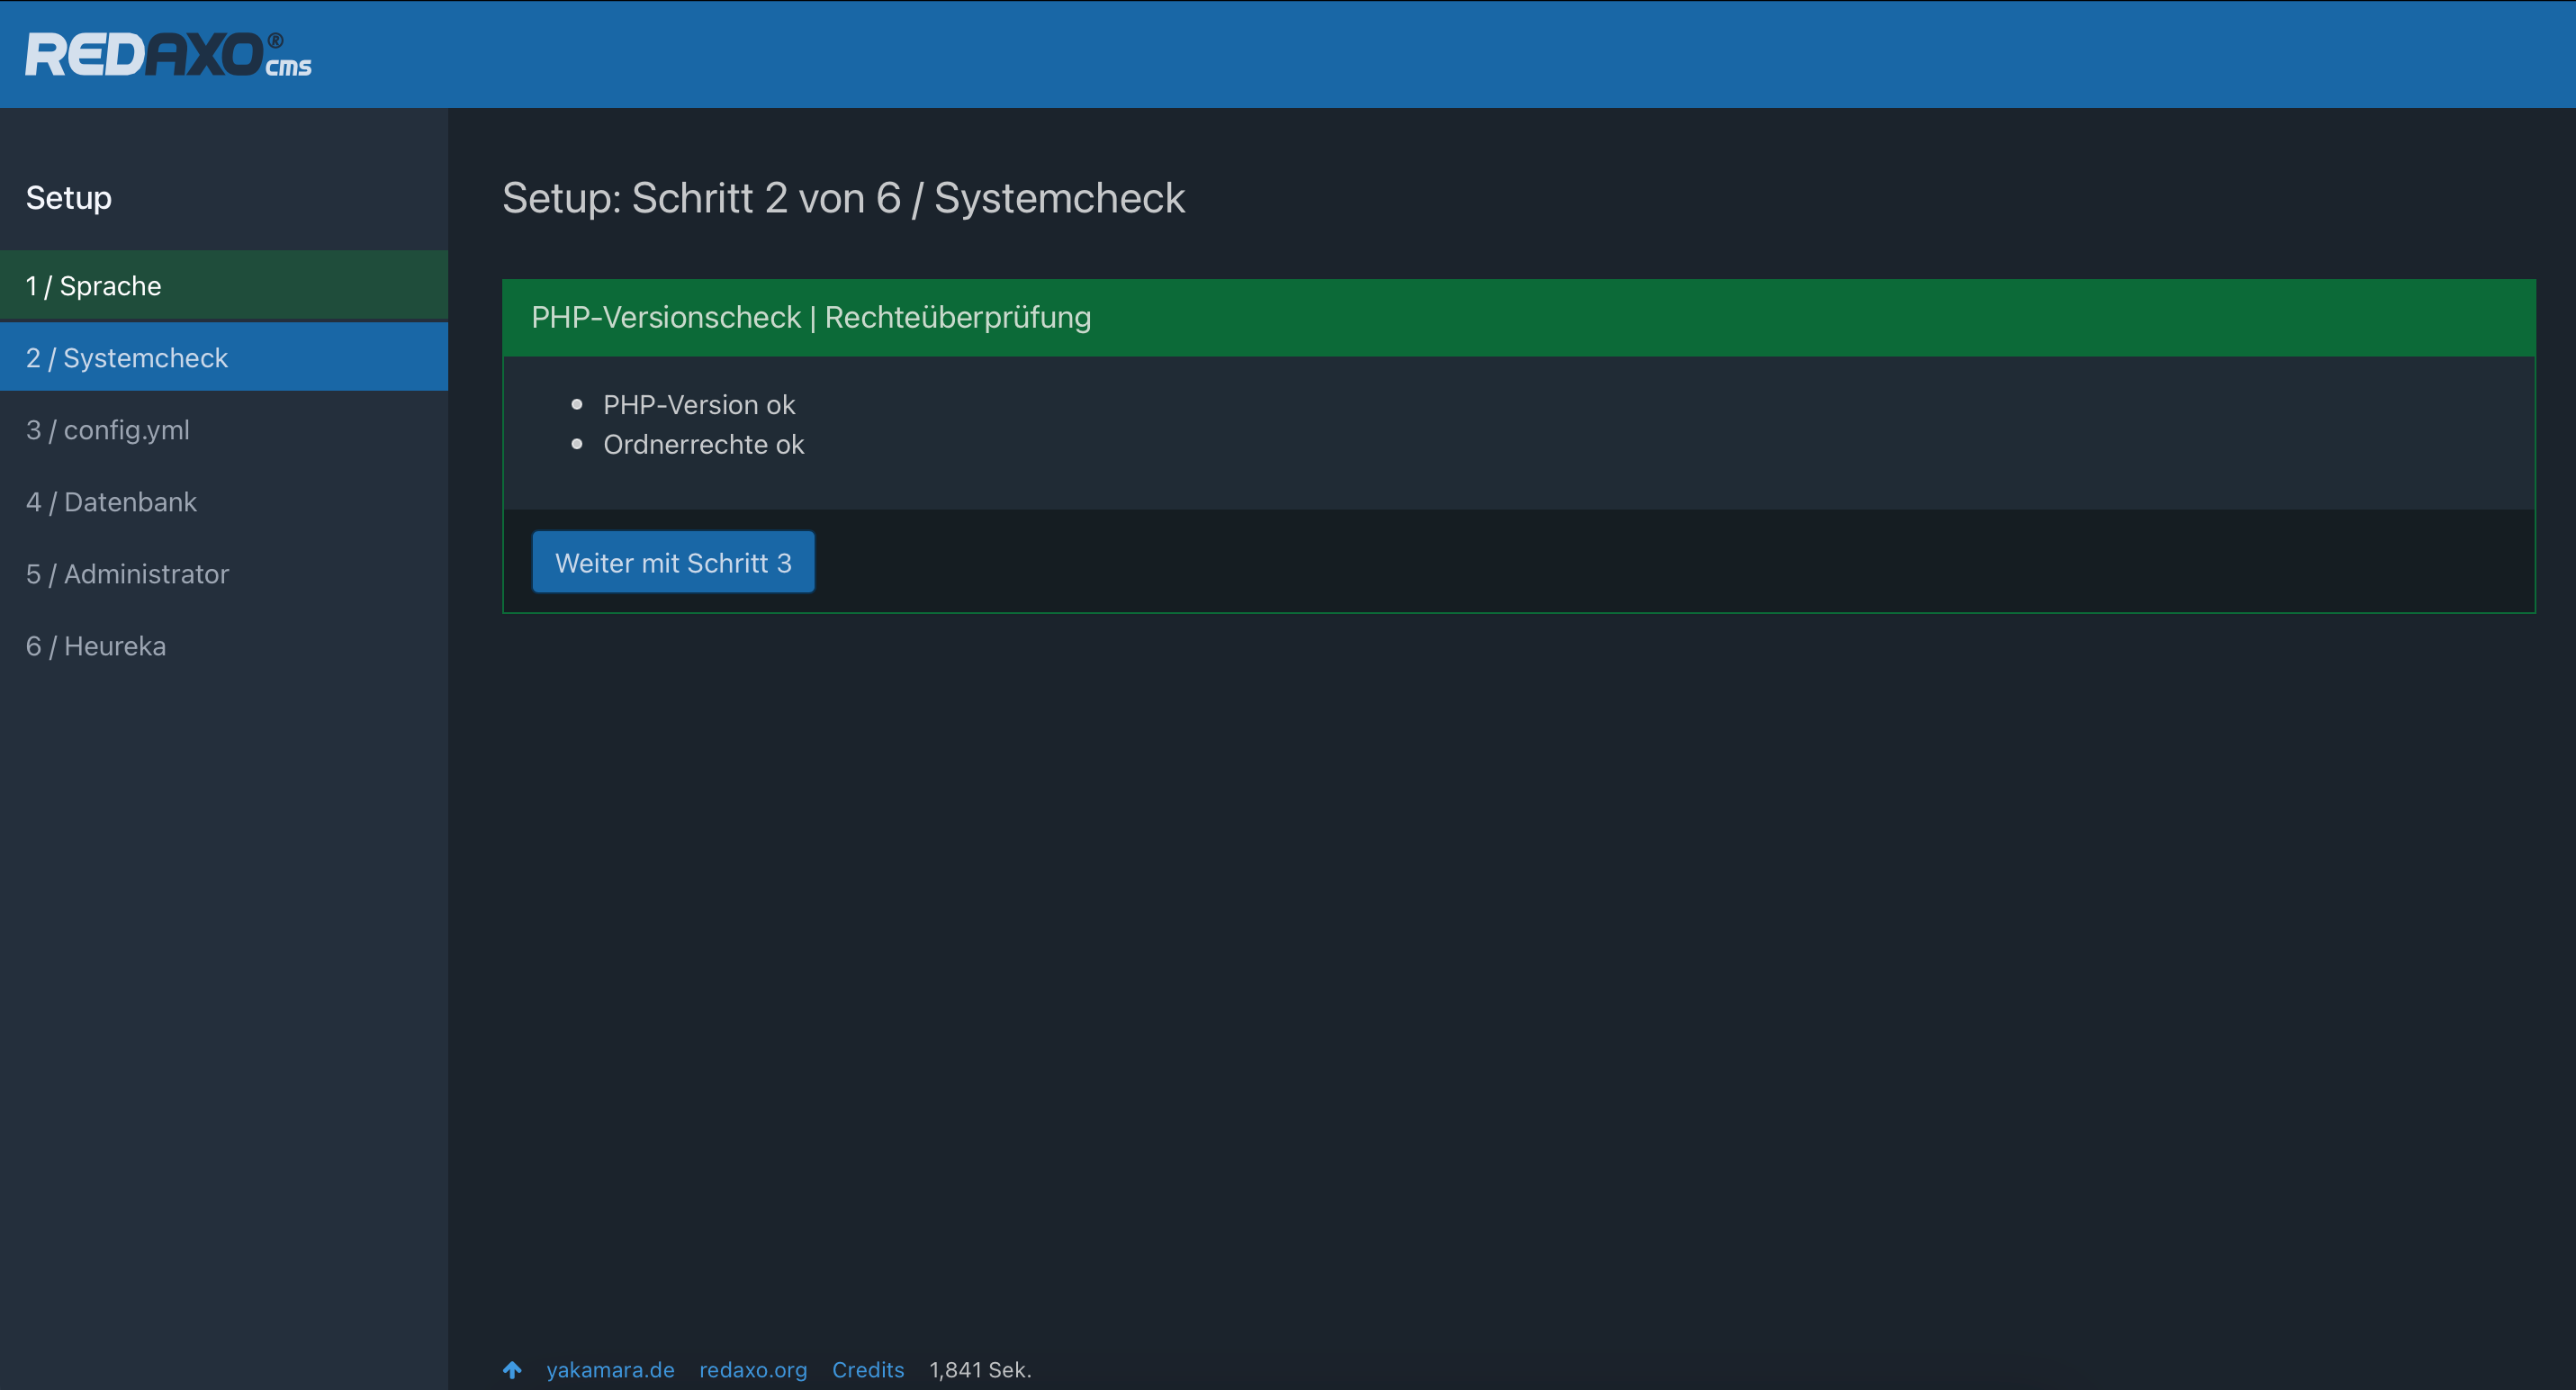 REDAXO® cms
Setup
1 / Sprache
2 / Systemcheck
3 / config.yml
4 / Datenbank
5 / Administrator
6 / Heureka
Setup: Schritt 2 von 6 / Systemcheck
PHP-Versionscheck | Rechteüberprüfung
• PHP-Version ok
• Ordnerrechte ok
Weiter mit Schritt 3
yakamara.de redaxo.org Credits 1,841 Sek.